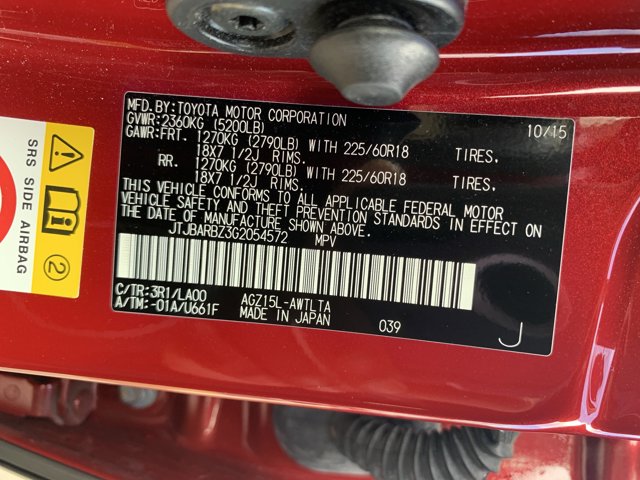 MFD.BY:TOYOTA MOTOR CORPORATION 10/15
GVWR:2360KG (5200LB)
GAWR:FRT. 1270KG (2790LB) WITH 225/60R18 TIRES,
18X7 1/2J RIMS.
RR. 1270KG (2790LB) WITH 225/60R18 TIRES,
18X7 1/2J RIMS.
THIS VEHICLE CONFORMS TO ALL APPLICABLE FEDERAL MOTOR
VEHICLE SAFETY AND THEFT PREVENTION STANDARDS IN EFFECT ON
THE DATE OF MANUFACTURE SHOWN ABOVE.
JTJBARBZ3G2054572 MPV
C/TR:3R1/LA00 AGZ15L-AWTLTA
A/TM:-01A/U661F MADE IN JAPAN 039 J
SRS SIDE AIRBAG
2